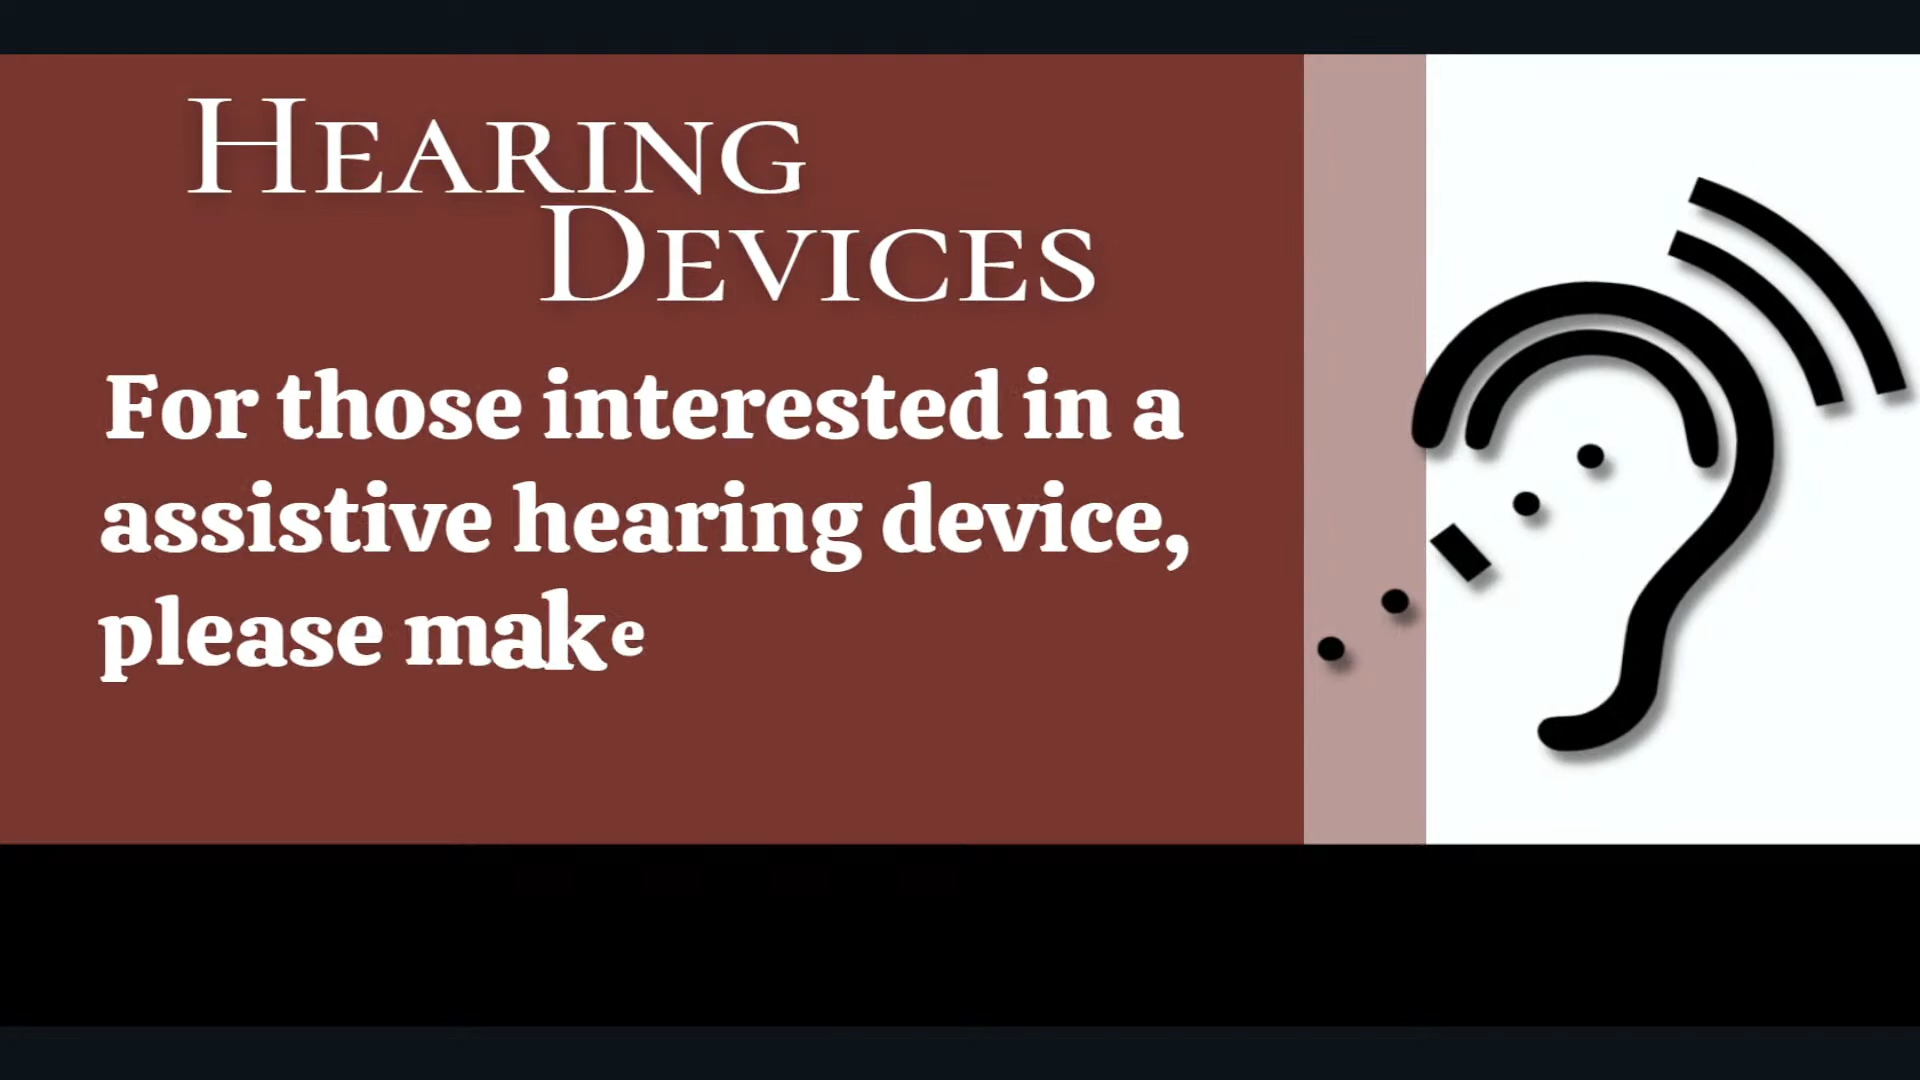 Hearing
Devices
For those interested in a
assistive hearing device,
please make